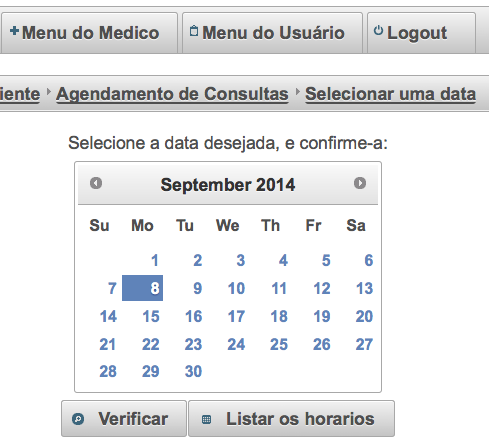 Menu do Medico Menu do Usuário Logout
iente Agendamento de Consultas Selecionar uma data
Selecione a data desejada, e confirme-a:
September 2014
Su Mo Tu We Th Fr Sa
1 2 3 4 5 6
7 8 9 10 11 12 13
14 15 16 17 18 19 20
21 22 23 24 25 26 27
28 29 30
Verificar Listar os horarios